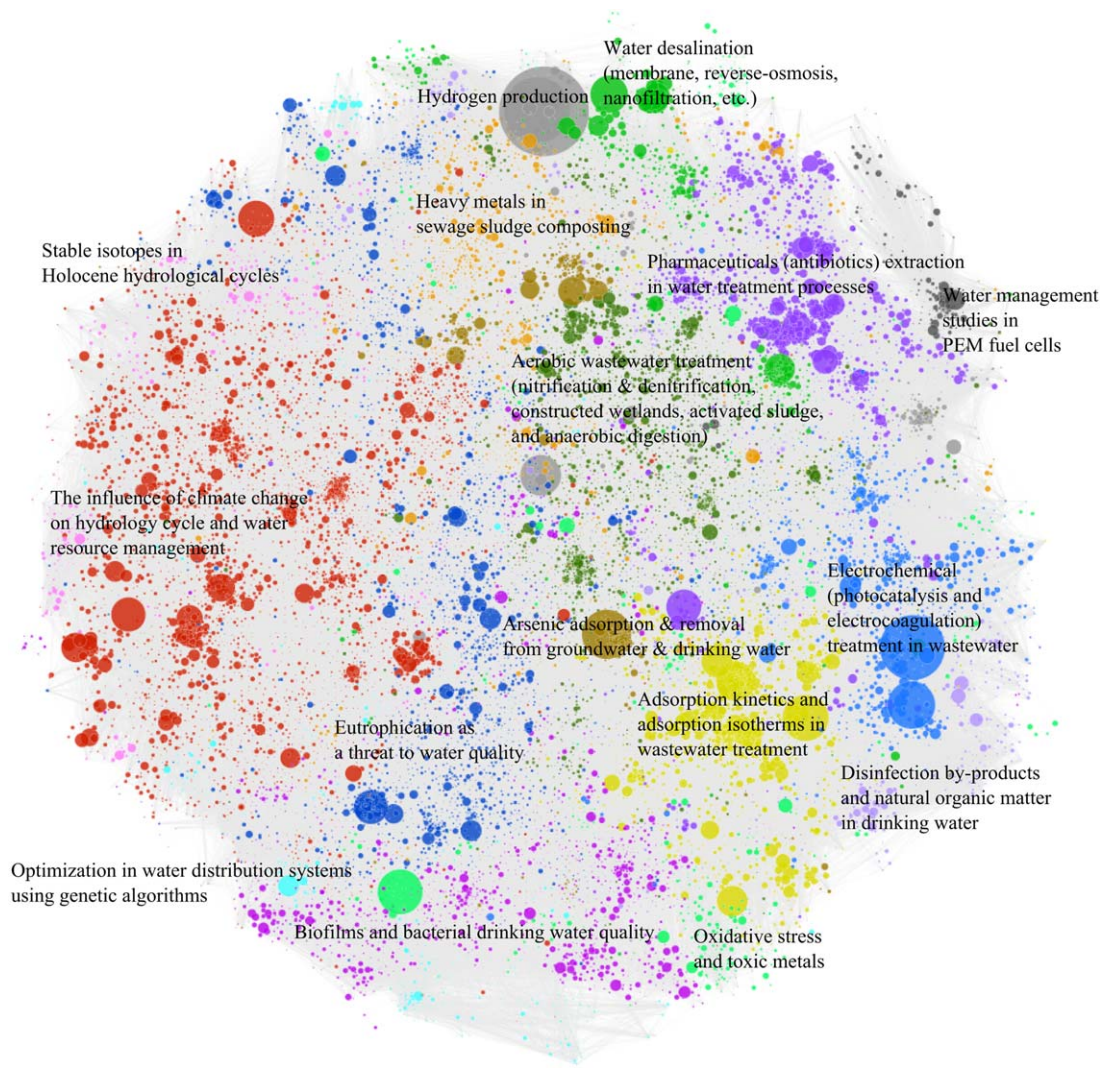 Water desalination
(membrane, reverse-osmosis,
nanofiltration, etc.)
Hydrogen production
Heavy metals in
sewage sludge composting
Stable isotopes in
Holocene hydrological cycles
Pharmaceuticals (antibiotics) extraction
in water treatment processes
Water management
studies in
PEM fuel cells
Aerobic wastewater treatment
(nitrification & denitrification,
constructed wetlands, activated sludge,
and anaerobic digestion)
The influence of climate change
on hydrology cycle and water
resource management
Electrochemical
(photocatalysis and
electrocoagulation)
treatment in wastewater
Arsenic adsorption & removal
from groundwater & drinking water
Adsorption kinetics and
adsorption isotherms in
wastewater treatment
Eutrophication as
a threat to water quality
Disinfection by-products
and natural organic matter
in drinking water
Optimization in water distribution systems
using genetic algorithms
Biofilms and bacterial drinking water quality
Oxidative stress
and toxic metals